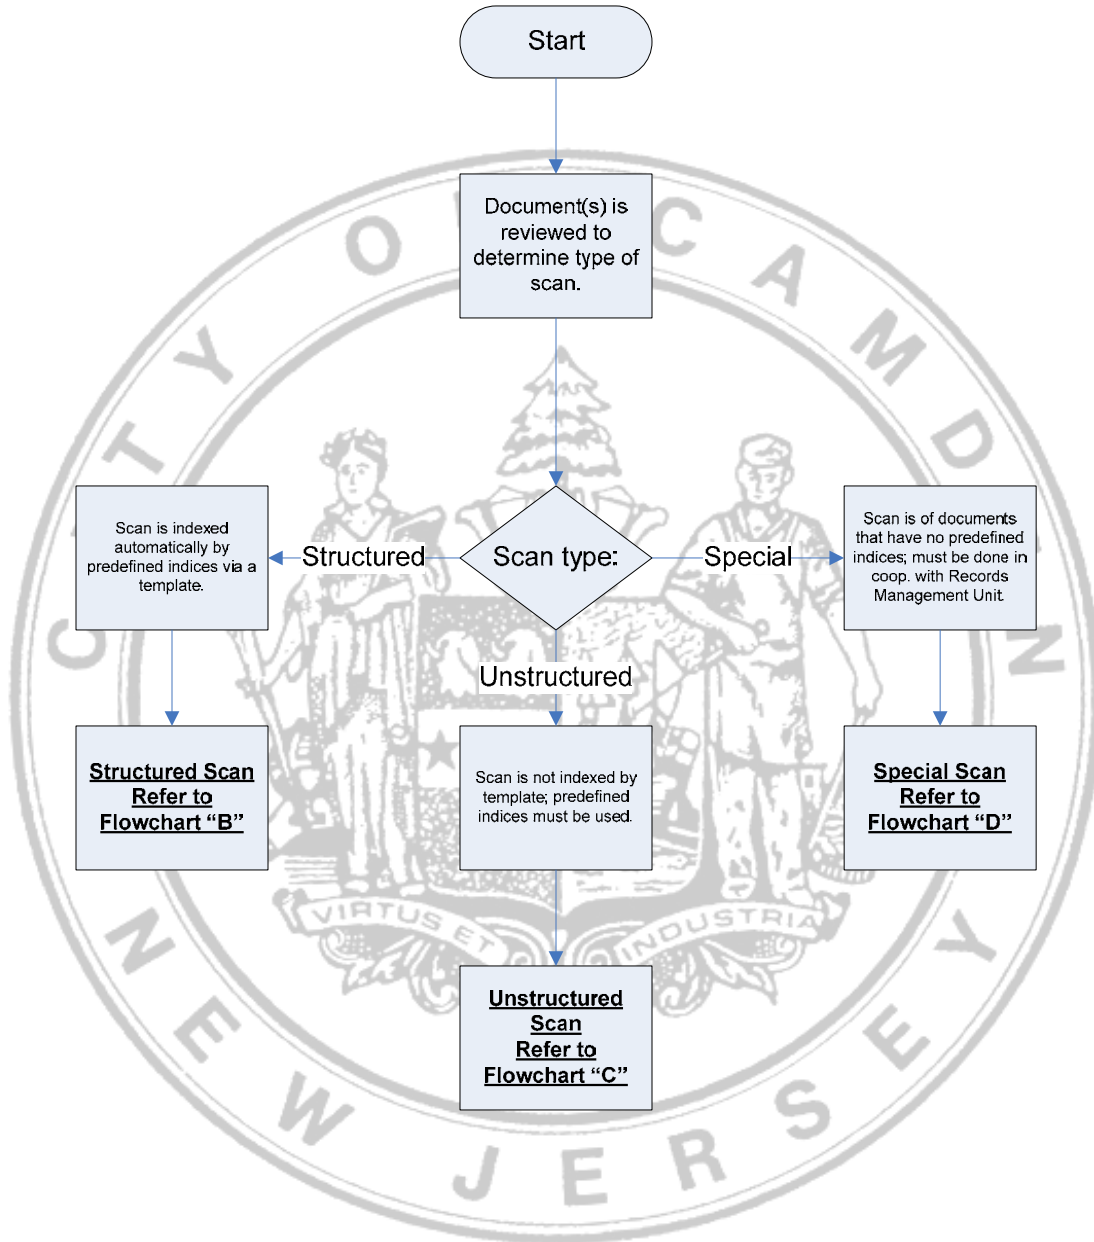 Start
Document(s) is
reviewed to
determine type of
scan.
Scan is indexed
automatically by
predefined indices via a
template.
Structured
Scan type:
Special
Scan is of documents
that have no predefined
indices; must be done in
coop. with Records
Management Unit.
Unstructured
Structured Scan
Refer to
Flowchart “B”
Scan is not indexed by
template; predefined
indices must be used.
Special Scan
Refer to
Flowchart “D”
Unstructured
Scan
Refer to
Flowchart “C”
CITY OF CAMDEN
NEW JERSEY
VIRTUS ET
INDUSTRIA